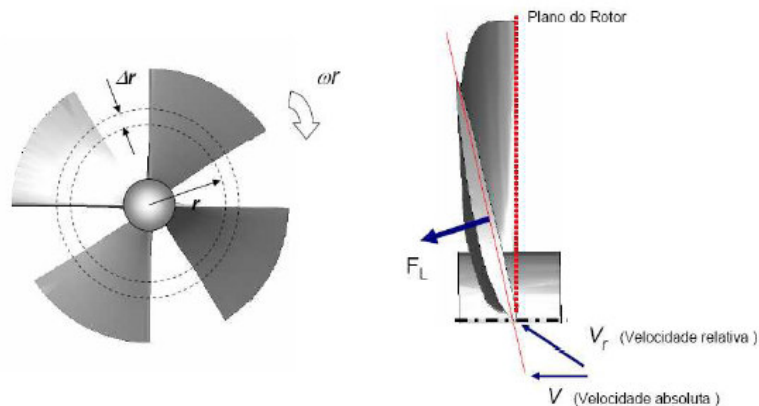 Δr
ωr
r
Plano do Rotor
F_L
V_r (Velocidade relativa )
V (Velocidade absoluta )